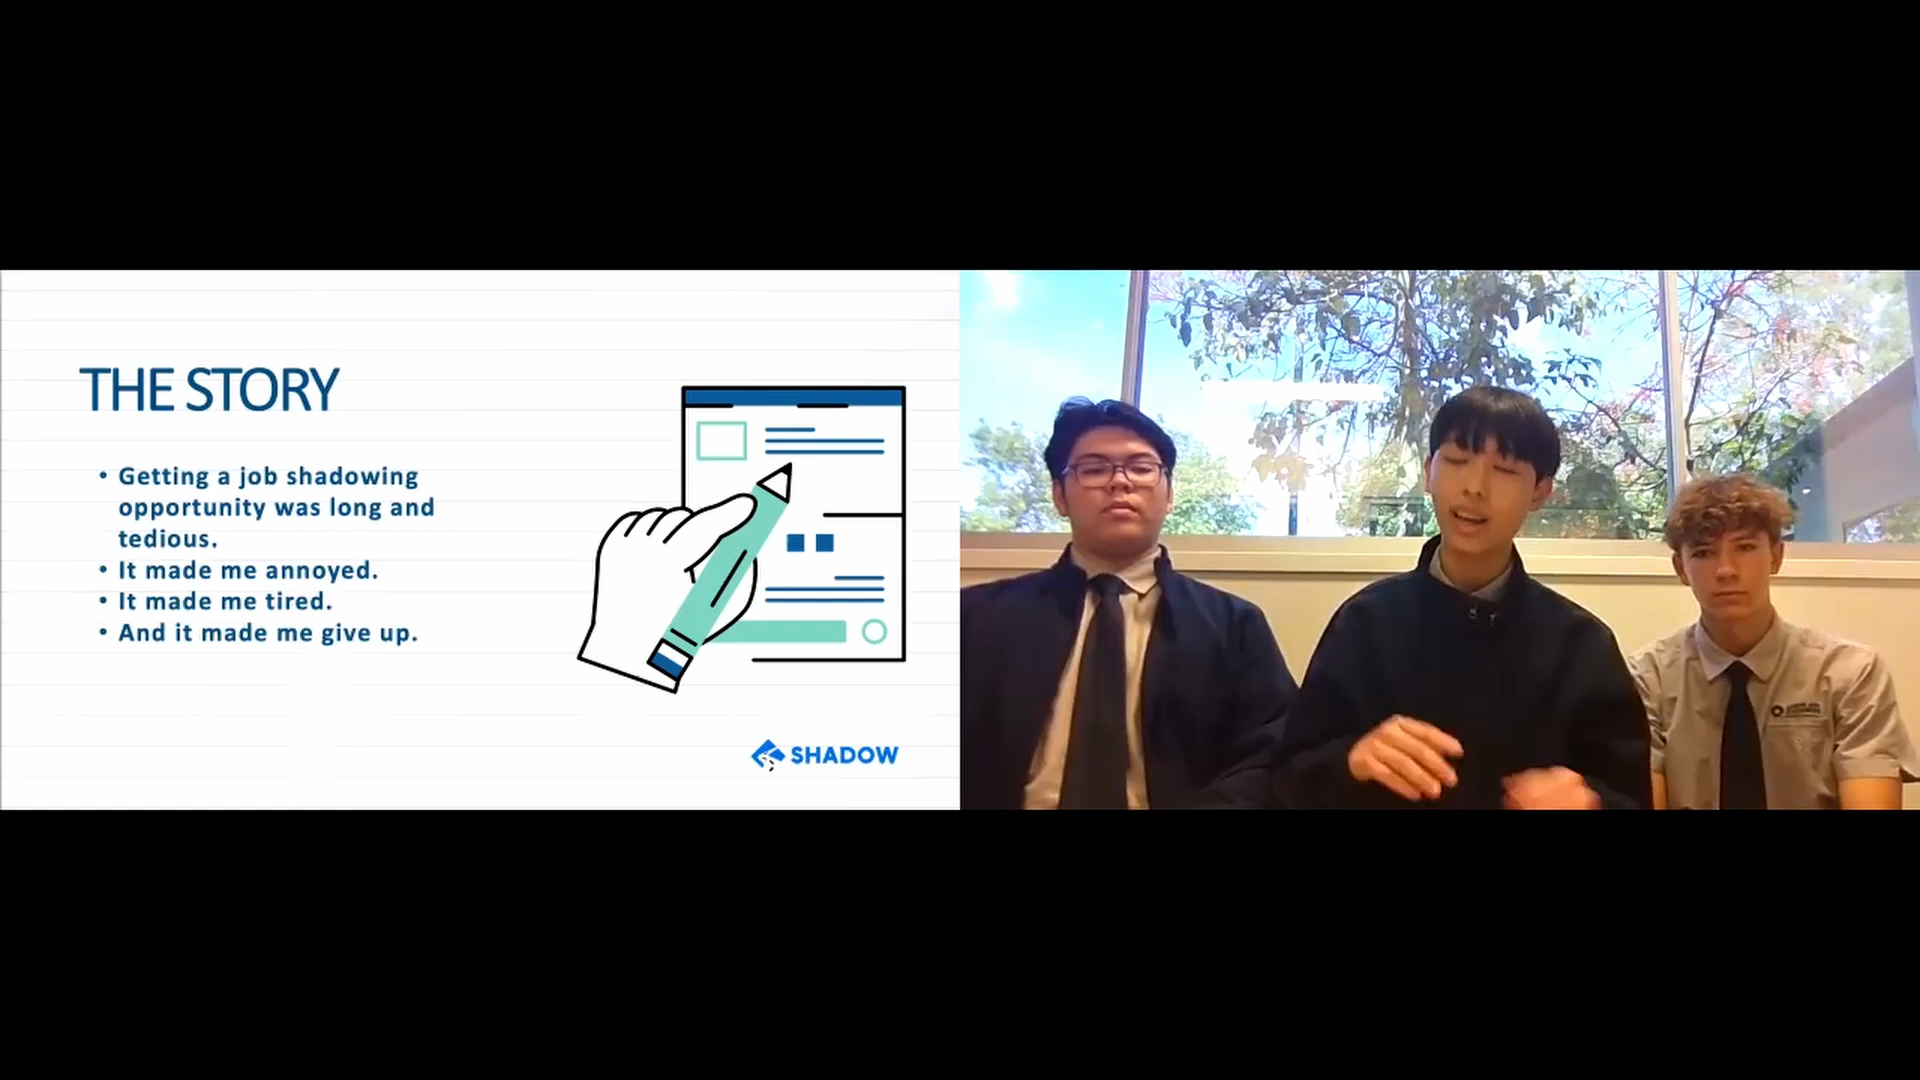 THE STORY
• Getting a job shadowing
opportunity was long and
tedious.
• It made me annoyed.
• It made me tired.
• And it made me give up.
SHADOW